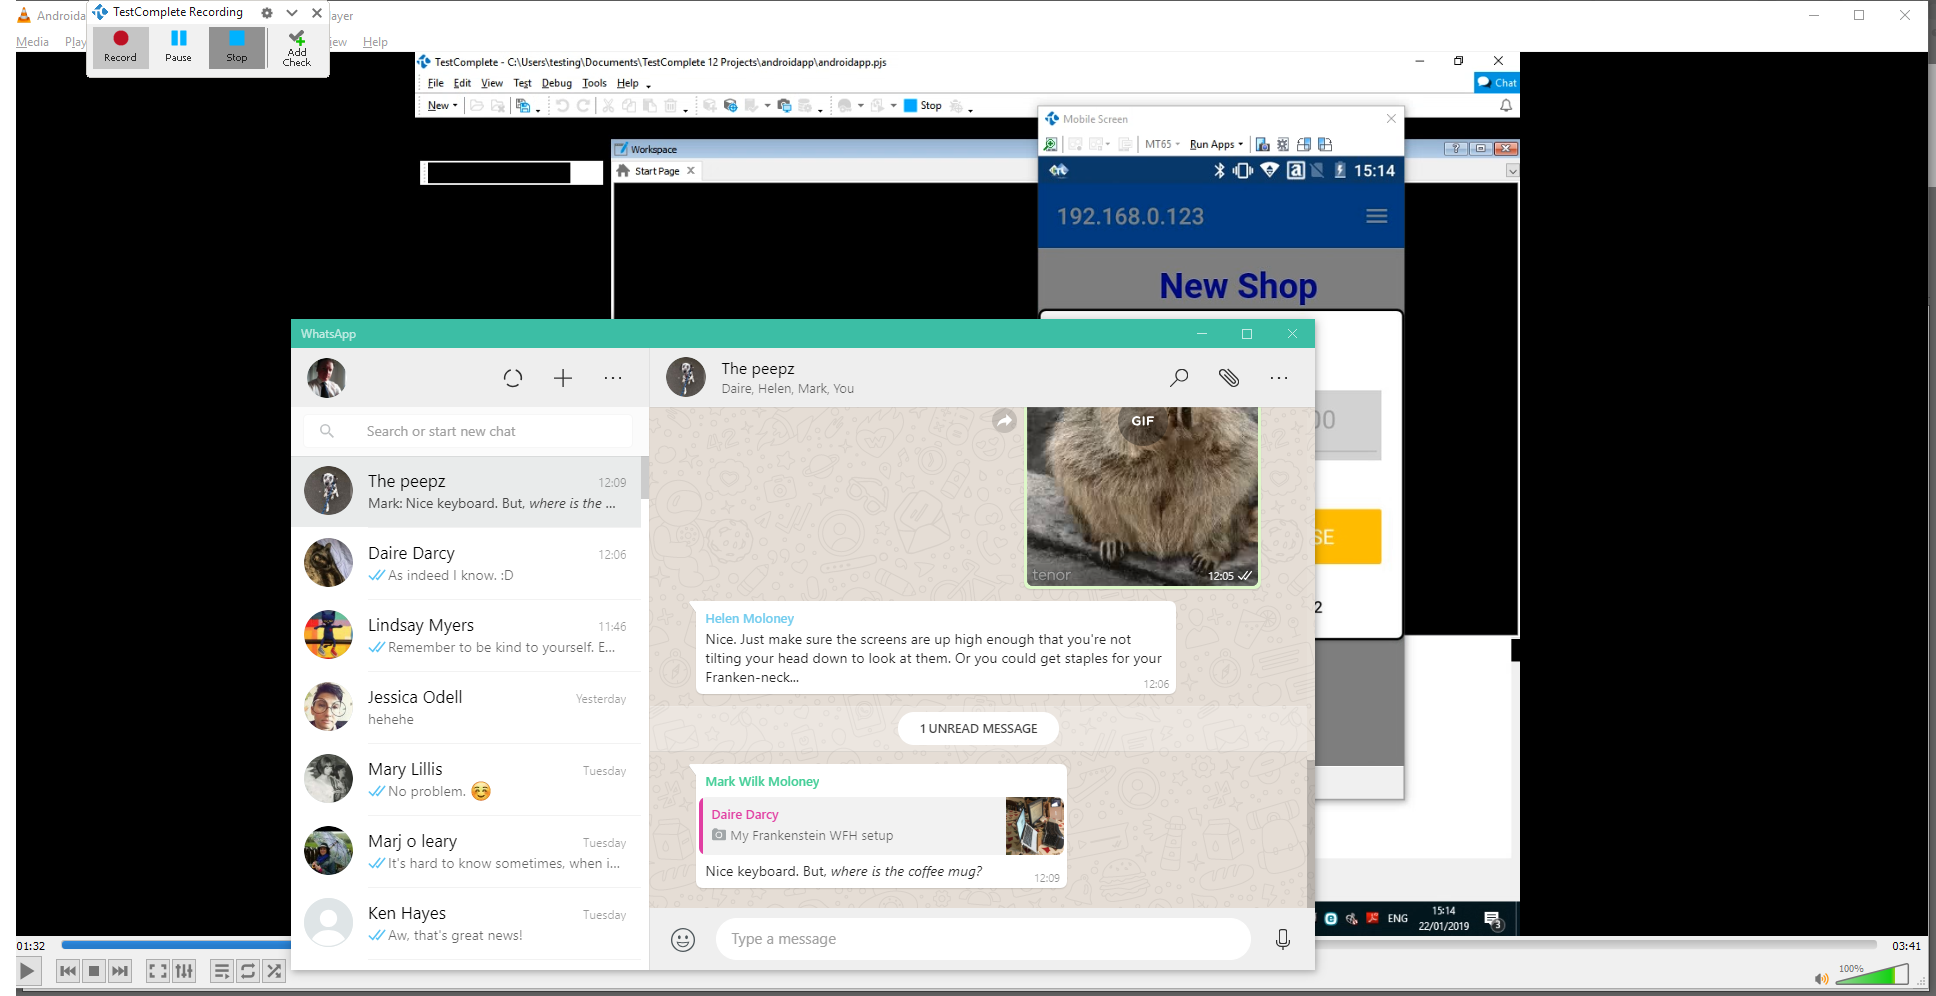 Androida
TestComplete Recording
ayer
Media
Play
iew
Help
Record
Pause
Stop
Add
Check
TestComplete - C:\Users\testing\Documents\TestComplete 12 Projects\androidapp\androidapp.pjs
File Edit View Test Debug Tools Help
Chat
New
Stop
Workspace
Start Page
Mobile Screen
MT65
Run Apps
15:14
192.168.0.123
New Shop
00
SE
2
WhatsApp
Search or start new chat
The peepz
12:09
Mark: Nice keyboard. But, where is the ...
Daire Darcy
12:06
As indeed I know. :D
Lindsay Myers
11:46
Remember to be kind to yourself. E...
Jessica Odell
Yesterday
hehehe
Mary Lillis
Tuesday
No problem. ☺️
Marj o leary
Tuesday
It's hard to know sometimes, when i...
Ken Hayes
Tuesday
Aw, that's great news!
The peepz
Daire, Helen, Mark, You
GIF
tenor
12:05
Helen Moloney
Nice. Just make sure the screens are up high enough that you're not
tilting your head down to look at them. Or you could get staples for your
Franken-neck...
12:06
1 UNREAD MESSAGE
Mark Wilk Moloney
Daire Darcy
My Frankenstein WFH setup
Nice keyboard. But, where is the coffee mug?
12:09
Type a message
ENG
15:14
22/01/2019
3
01:32
03:41
100%